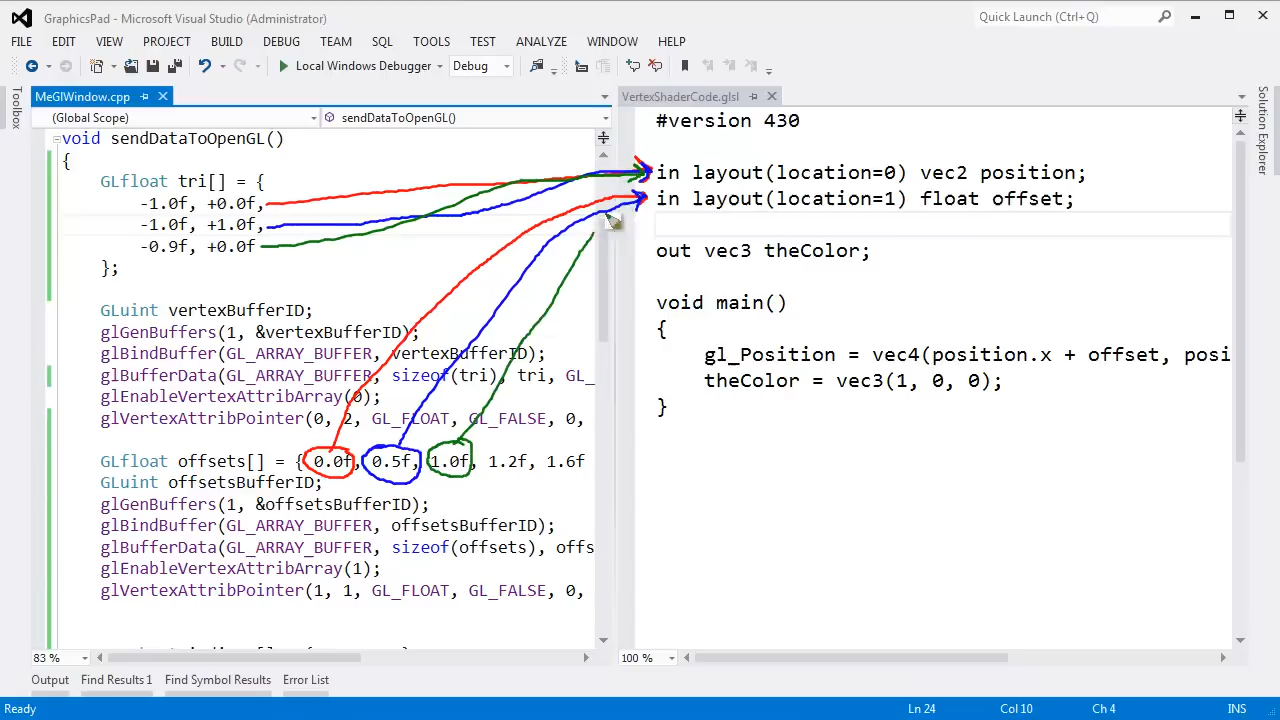 GraphicsPad - Microsoft Visual Studio (Administrator)
Quick Launch (Ctrl+Q)
FILE EDIT VIEW PROJECT BUILD DEBUG TEAM SQL TOOLS TEST ANALYZE WINDOW HELP
Local Windows Debugger Debug
Toolbox
MeGlWindow.cpp
(Global Scope) sendDataToOpenGL()
void sendDataToOpenGL()
{
GLfloat tri[] = {
-1.0f, +0.0f,
-1.0f, +1.0f,
-0.9f, +0.0f
};
GLuint vertexBufferID;
glGenBuffers(1, &vertexBufferID);
glBindBuffer(GL_ARRAY_BUFFER, vertexBufferID);
glBufferData(GL_ARRAY_BUFFER, sizeof(tri), tri, GL_
glEnableVertexAttribArray(0);
glVertexAttribPointer(0, 2, GL_FLOAT, GL_FALSE, 0,
GLfloat offsets[] = { 0.0f, 0.5f, 1.0f, 1.2f, 1.6f
GLuint offsetsBufferID;
glGenBuffers(1, &offsetsBufferID);
glBindBuffer(GL_ARRAY_BUFFER, offsetsBufferID);
glBufferData(GL_ARRAY_BUFFER, sizeof(offsets), offs
glEnableVertexAttribArray(1);
glVertexAttribPointer(1, 1, GL_FLOAT, GL_FALSE, 0,
83 %
VertexShaderCode.glsl
#version 430
in layout(location=0) vec2 position;
in layout(location=1) float offset;
out vec3 theColor;
void main()
{
gl_Position = vec4(position.x + offset, posi
theColor = vec3(1, 0, 0);
}
100 %
Solution Explorer
Output Find Results 1 Find Symbol Results Error List
Ready Ln 24 Col 10 Ch 4 INS